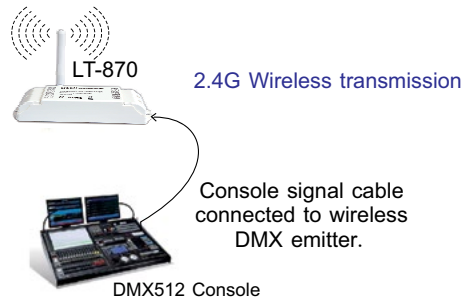 LT-870
2.4G Wireless transmission
Console signal cable
connected to wireless
DMX emitter.
DMX512 Console